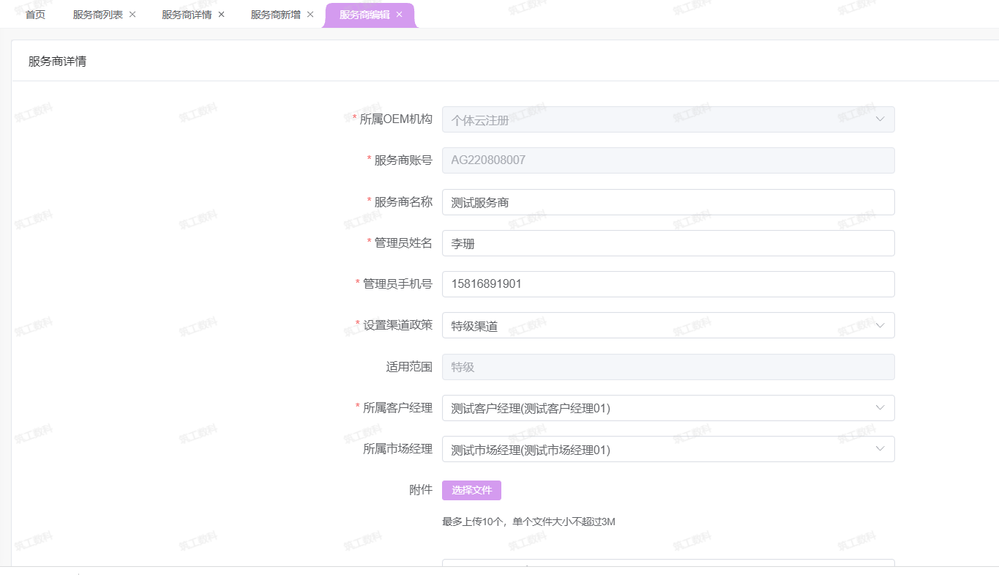 首页 服务商列表 服务商详情 服务商新增 服务商编辑
服务商详情
* 所属OEM机构 个体云注册
* 服务商账号 AG220808007
* 服务商名称 测试服务商
* 管理员姓名 李珊
* 管理员手机号 15816891901
* 设置渠道政策 特级渠道
适用范围 特级
* 所属客户经理 测试客户经理(测试客户经理01)
所属市场经理 测试市场经理(测试市场经理01)
附件 选择文件
最多上传10个，单个文件大小不超过3M
筑工数科